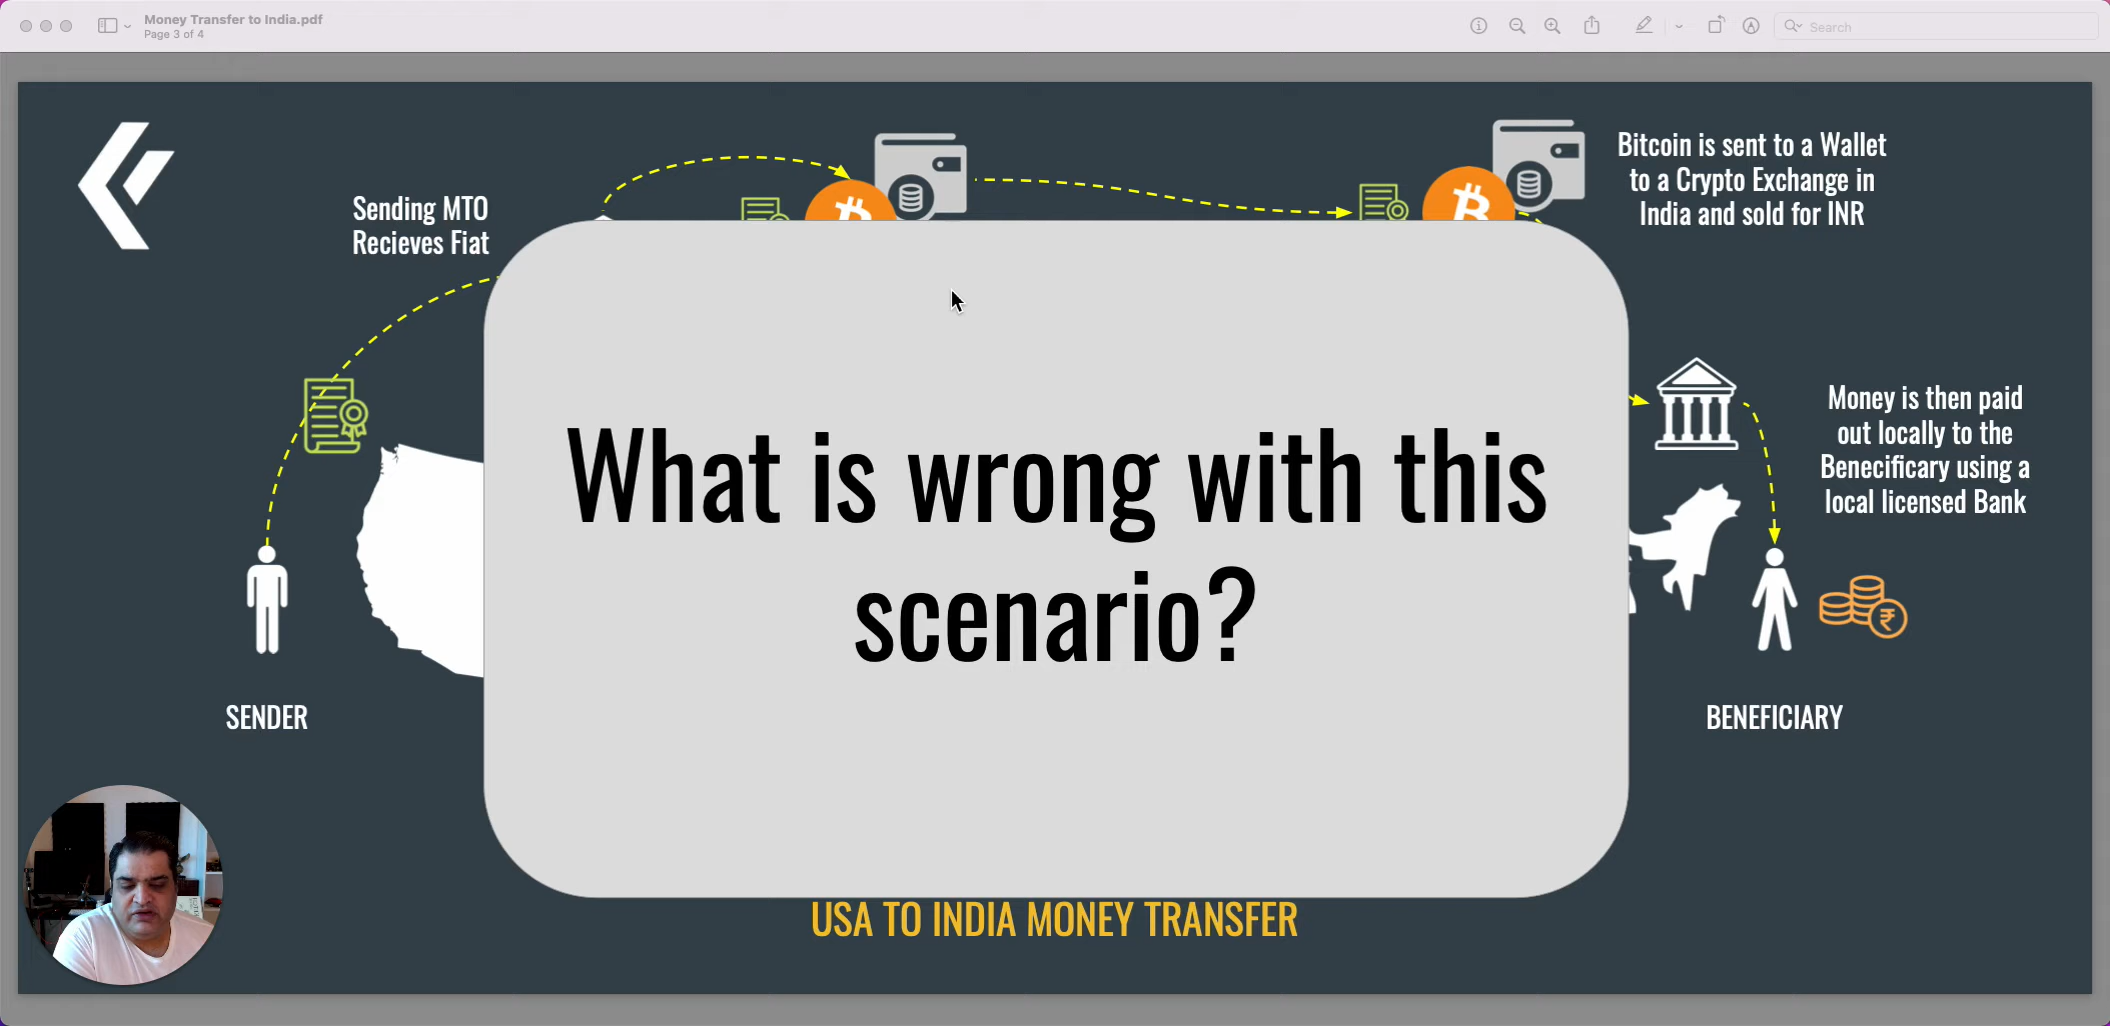 Money Transfer to India.pdf
Page 3 of 4
Search
Sending MTO
Recieves Fiat
Bitcoin is sent to a Wallet
to a Crypto Exchange in
India and sold for INR
What is wrong with this
scenario?
Money is then paid
out locally to the
Benecificary using a
local licensed Bank
SENDER
BENEFICIARY
USA TO INDIA MONEY TRANSFER